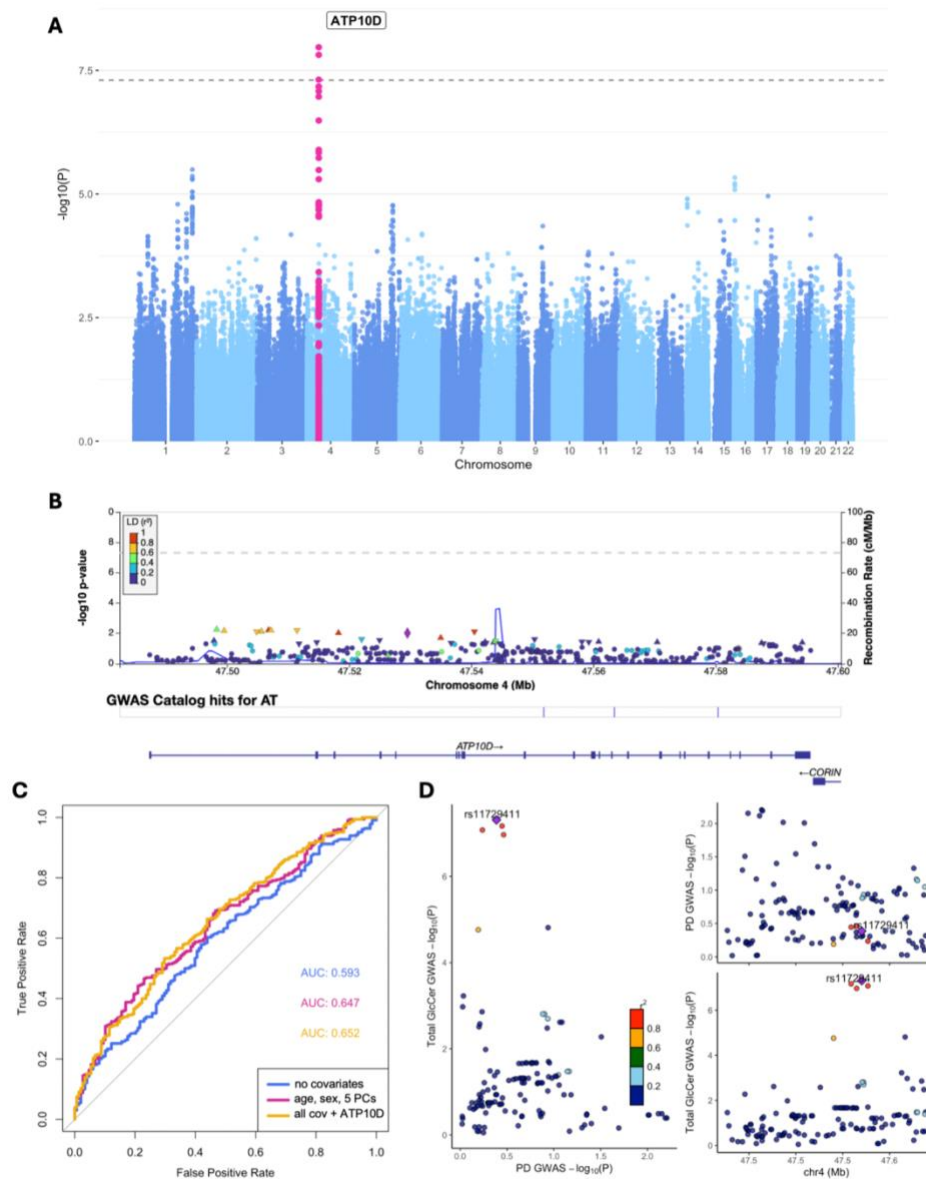 A
ATP10D
7.5
5.0
2.5
0.0
-log10(P)
1 2 3 4 5 6 7 8 9 10 11 12 13 14 15 16 17 18 19 20 21 22
Chromosome
B
LD (r²)
1
0.8
0.6
0.4
0.2
0
0
8
6
4
2
0
-log10 p-value
100
80
60
40
20
0
Recombination Rate (cM/Mb)
47.50 47.52 47.54 47.56 47.58 47.60
Chromosome 4 (Mb)
GWAS Catalog hits for AT
ATP10D→
←CORIN
C
1.0
0.8
0.6
0.4
0.2
0.0
True Positive Rate
AUC: 0.593
AUC: 0.647
AUC: 0.652
no covariates
age, sex, 5 PCs
all cov + ATP10D
0.0 0.2 0.4 0.6 0.8 1.0
False Positive Rate
D
rs11729411
6
4
2
0
Total GlcCer GWAS −log10(P)
r²
0.8
0.6
0.4
0.2
0.0 0.5 1.0 1.5 2.0
PD GWAS −log10(P)
2.0
1.5
1.0
0.5
0.0
PD GWAS −log10(P)
rs11729411
rs11729411
6
4
2
0
Total GlcCer GWAS −log10(P)
47.5 47.5 47.5 47.6
chr4 (Mb)